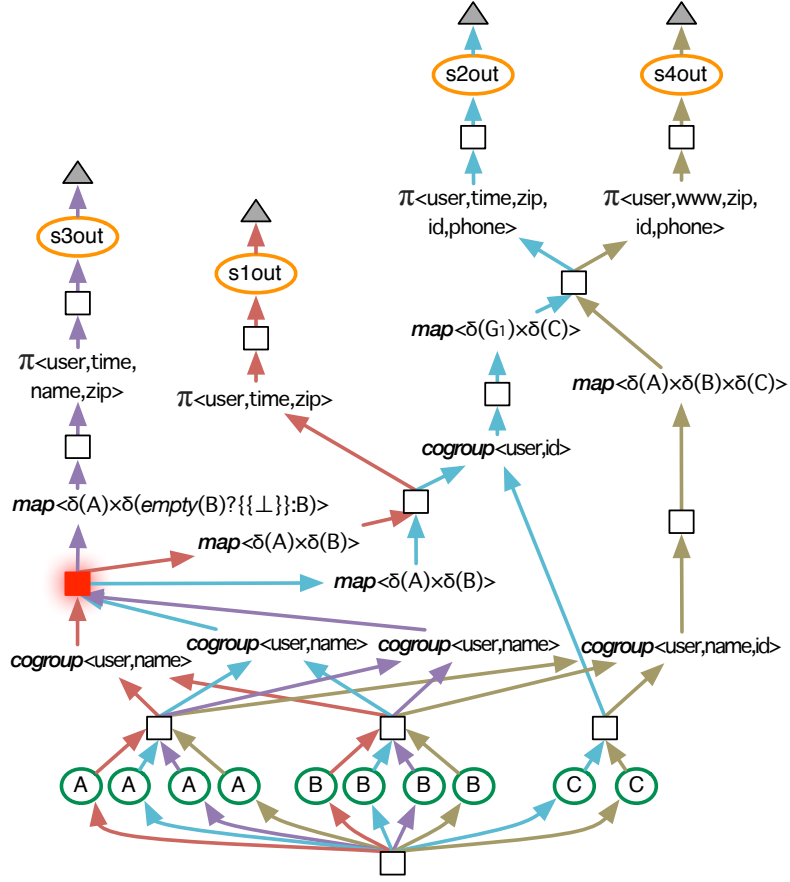 s2out
s4out
π<user,time,zip,
id,phone>
π<user,www,zip,
id,phone>
s3out
s1out
map<δ(G1)×δ(C)>
π<user,time,
name,zip>
π<user,time,zip>
map<δ(A)×δ(B)×δ(C)>
cogroup<user,id>
map<δ(A)×δ(empty(B)?{{⊥}}:B)>
map<δ(A)×δ(B)>
map<δ(A)×δ(B)>
cogroup<user,name>
cogroup<user,name>
cogroup<user,name>
cogroup<user,name,id>
A A A A B B B B C C